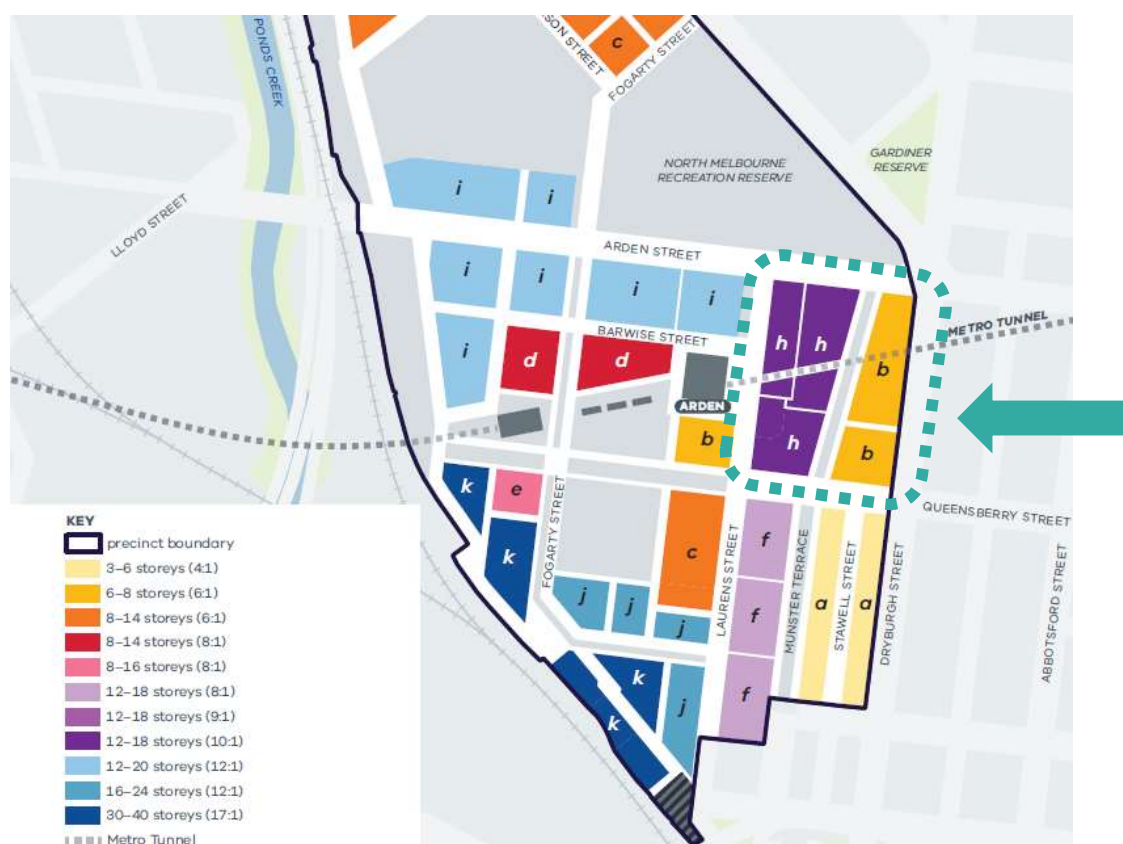 PONDS CREEK
SON STREET
FOGARTY STREET
c
GARDINER
RESERVE
NORTH MELBOURNE
RECREATION RESERVE
LLOYD STREET
i
i
ARDEN STREET
i
i
i
i
METRO TUNNEL
BARWISE STREET
h
h
i
d
d
b
ARDEN
b
h
b
k
e
QUEENSBERRY STREET
FOGARTY STREET
k
c
LAURENS STREET
f
MUNSTER TERRACE
STAWELL STREET
DRYBURGH STREET
ABBOTSFORD STREET
j
j
j
f
a
a
k
j
f
k
KEY
precinct boundary
3–6 storeys (4:1)
6–8 storeys (6:1)
8–14 storeys (6:1)
8–14 storeys (8:1)
8–16 storeys (8:1)
12–18 storeys (8:1)
12–18 storeys (9:1)
12–18 storeys (10:1)
12–20 storeys (12:1)
16–24 storeys (12:1)
30–40 storeys (17:1)
Metro Tunnel